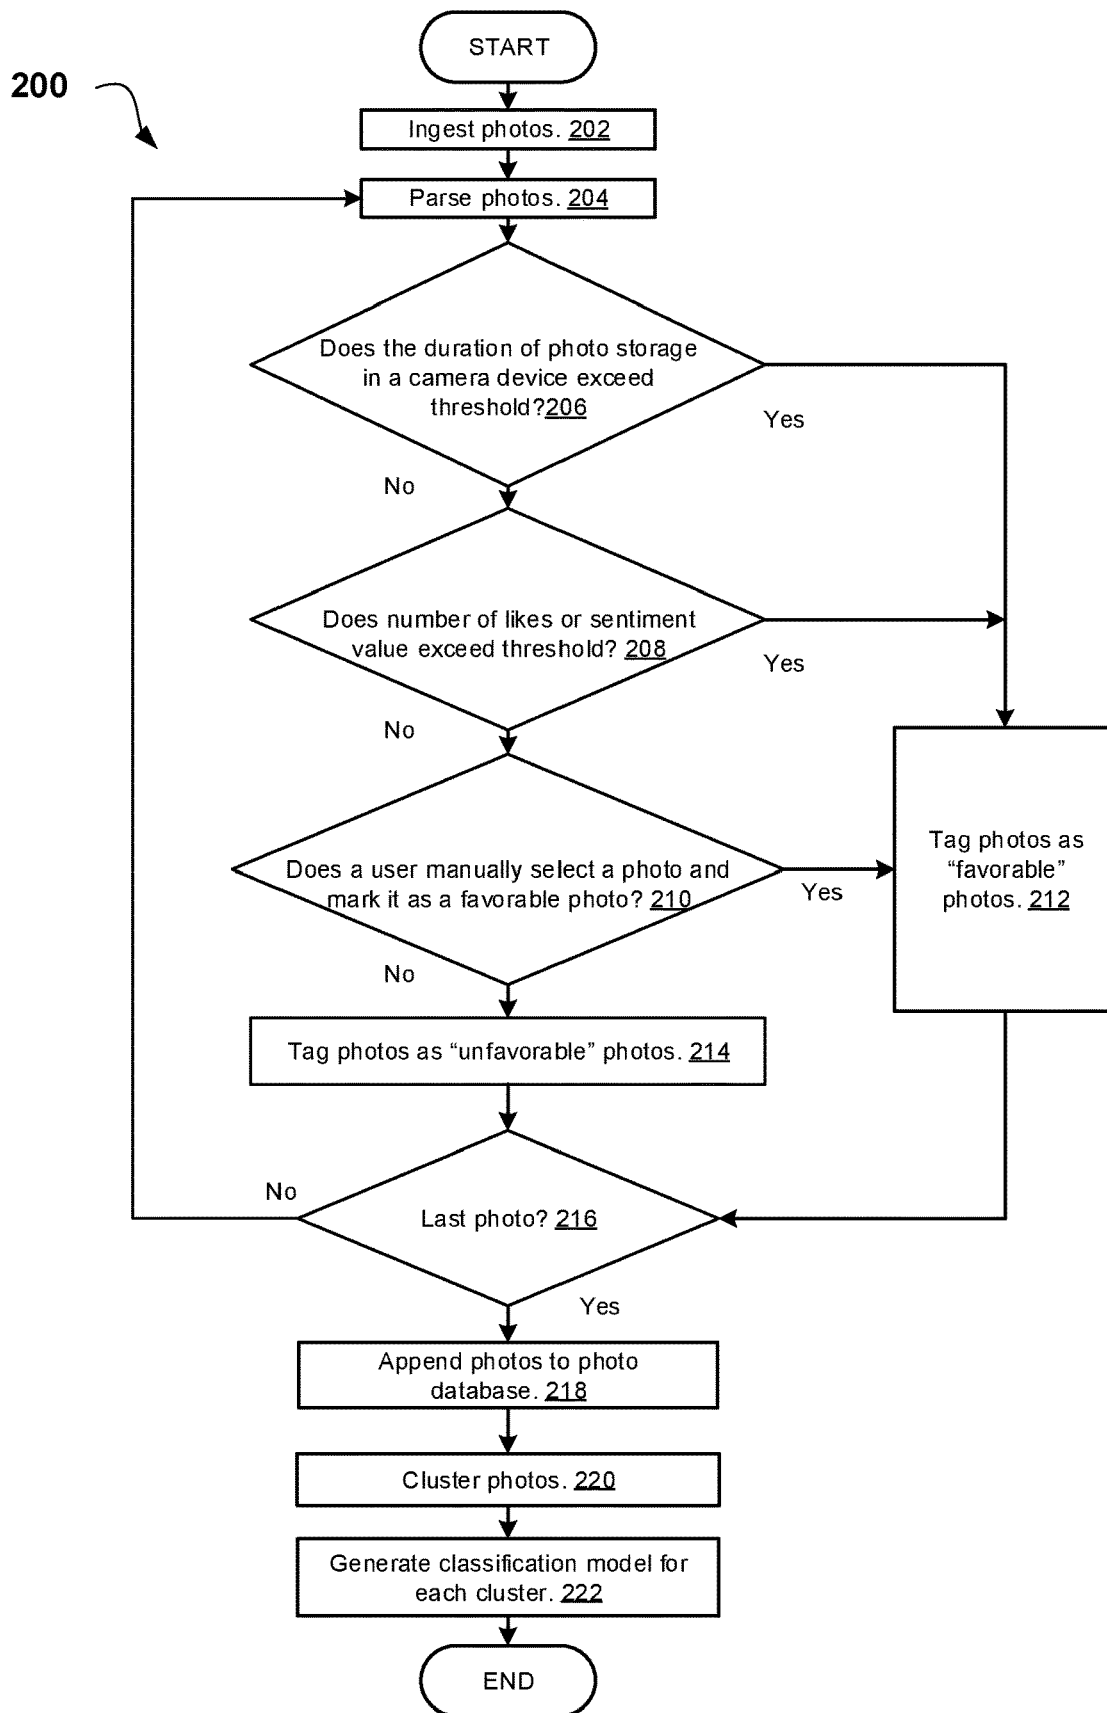 START
200
Ingest photos. 202
Parse photos. 204
Does the duration of photo storage
in a camera device exceed
threshold?206
Yes
No
Does number of likes or sentiment
value exceed threshold? 208
Yes
No
Does a user manually select a photo and
mark it as a favorable photo? 210
Yes
No
Tag photos as
“favorable”
photos. 212
Tag photos as “unfavorable” photos. 214
No
Last photo? 216
Yes
Append photos to photo
database. 218
Cluster photos. 220
Generate classification model for
each cluster. 222
END